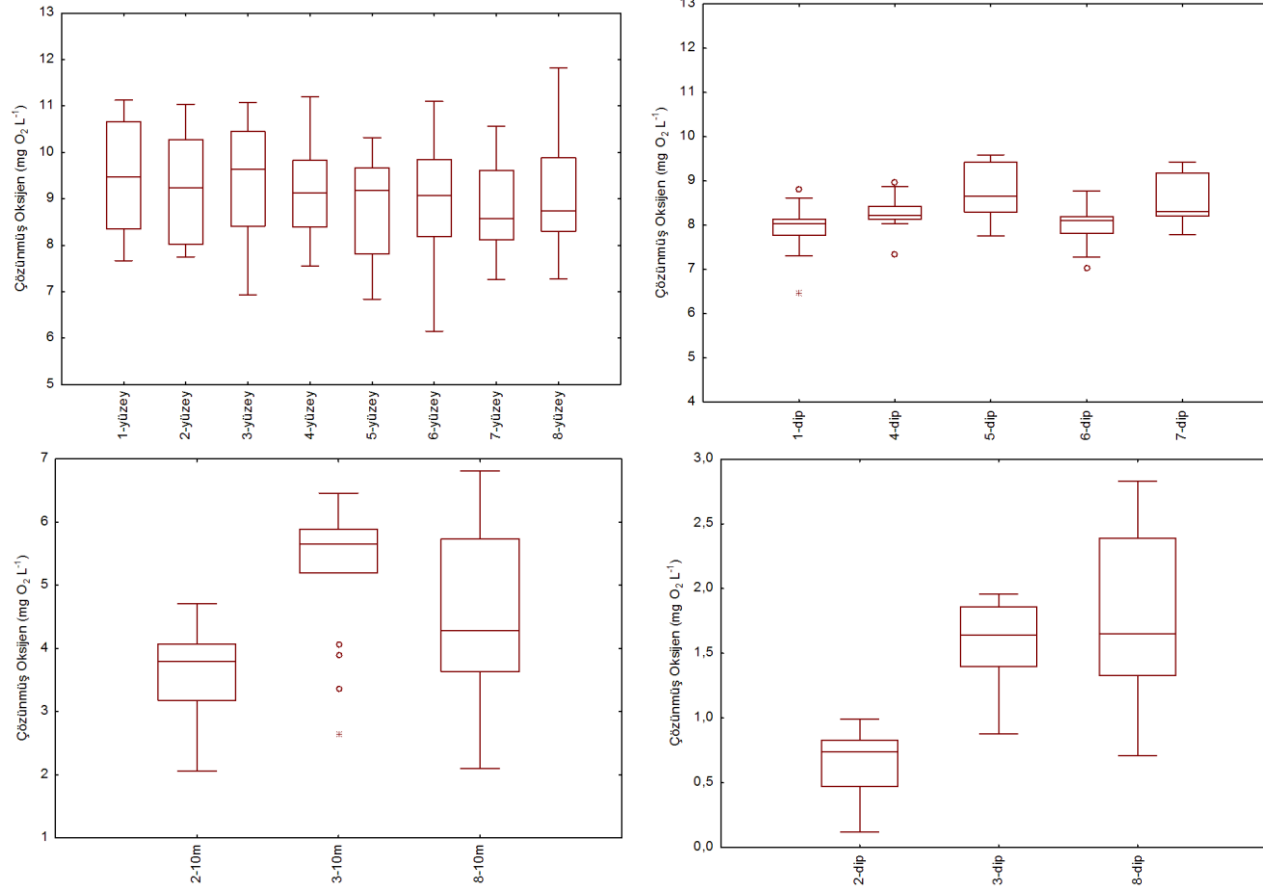 Çözünmüş Oksijen (mg O₂ L⁻¹)
13
12
11
10
9
8
7
6
5
1-yüzey
2-yüzey
3-yüzey
4-yüzey
5-yüzey
6-yüzey
7-yüzey
8-yüzey
Çözünmüş Oksijen (mg O₂ L⁻¹)
13
12
11
10
9
8
7
6
5
4
1-dip
4-dip
5-dip
6-dip
7-dip
Çözünmüş Oksijen (mg O₂ L⁻¹)
7
6
5
4
3
2
1
2-10m
3-10m
8-10m
Çözünmüş Oksijen (mg O₂ L⁻¹)
3,0
2,5
2,0
1,5
1,0
0,5
0,0
2-dip
3-dip
8-dip